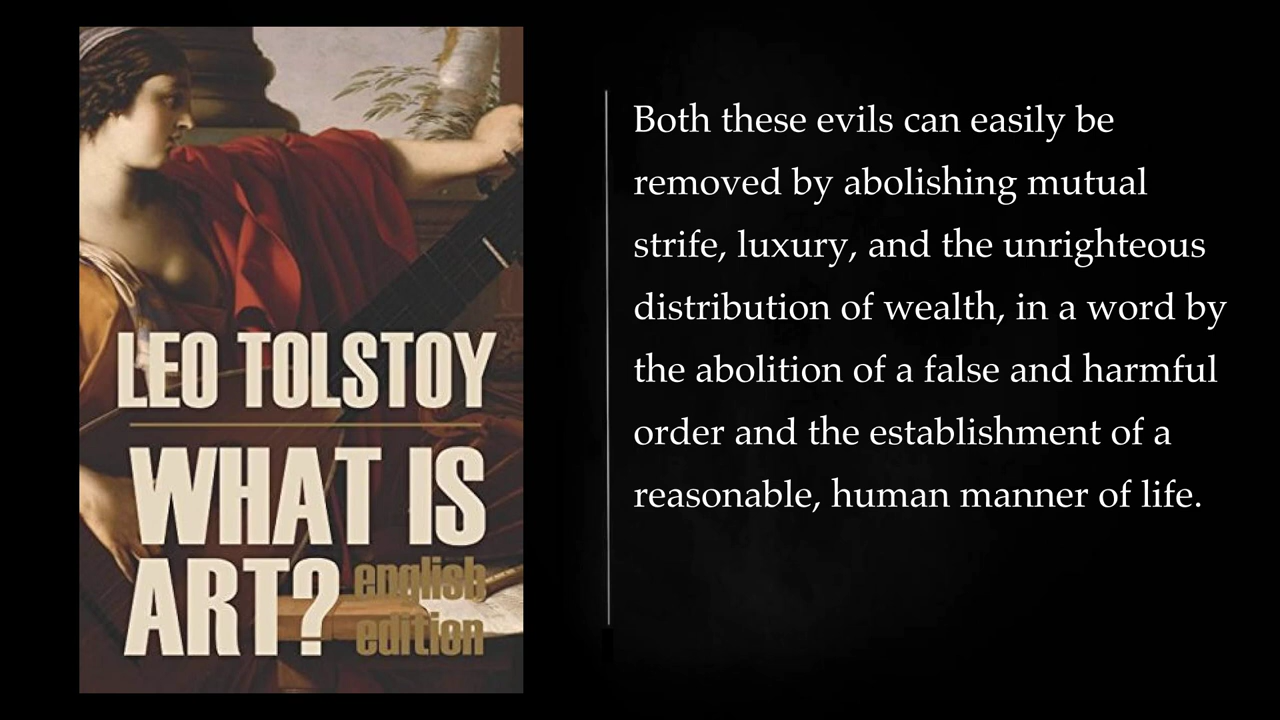 LEO TOLSTOY
WHAT IS
ART?
english
edition
Both these evils can easily be
removed by abolishing mutual
strife, luxury, and the unrighteous
distribution of wealth, in a word by
the abolition of a false and harmful
order and the establishment of a
reasonable, human manner of life.